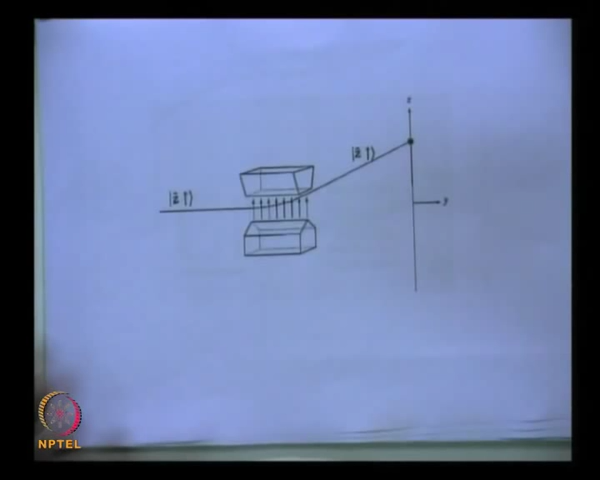 z
|z ↑⟩
|z ↑⟩
y
NPTEL